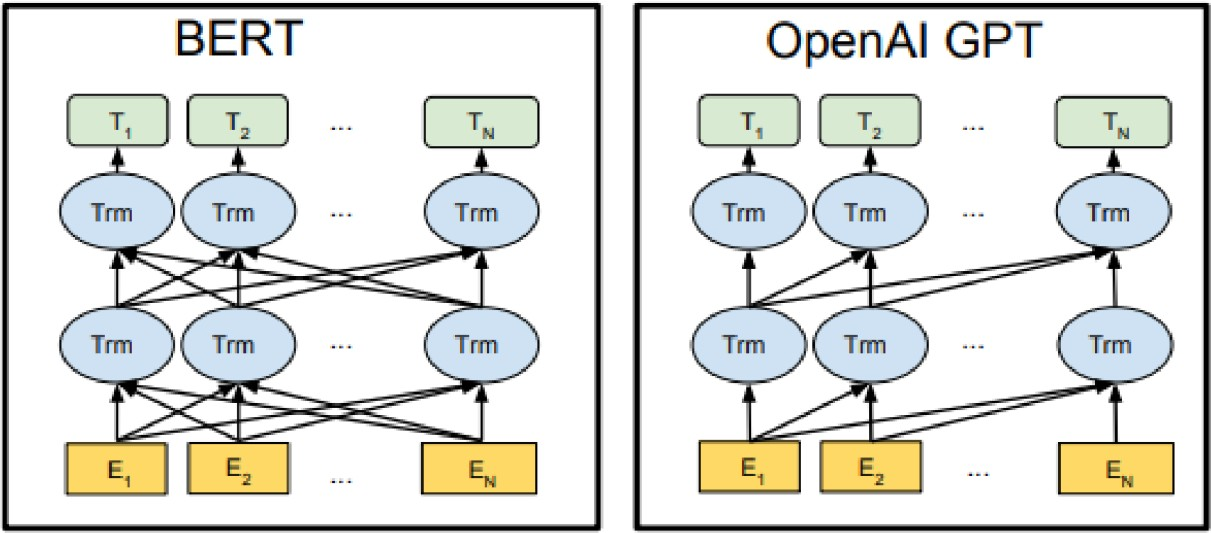 BERT
T1 T2 ... TN
Trm Trm ... Trm
Trm Trm ... Trm
E1 E2 ... EN
OpenAI GPT
T1 T2 ... TN
Trm Trm ... Trm
Trm Trm ... Trm
E1 E2 ... EN